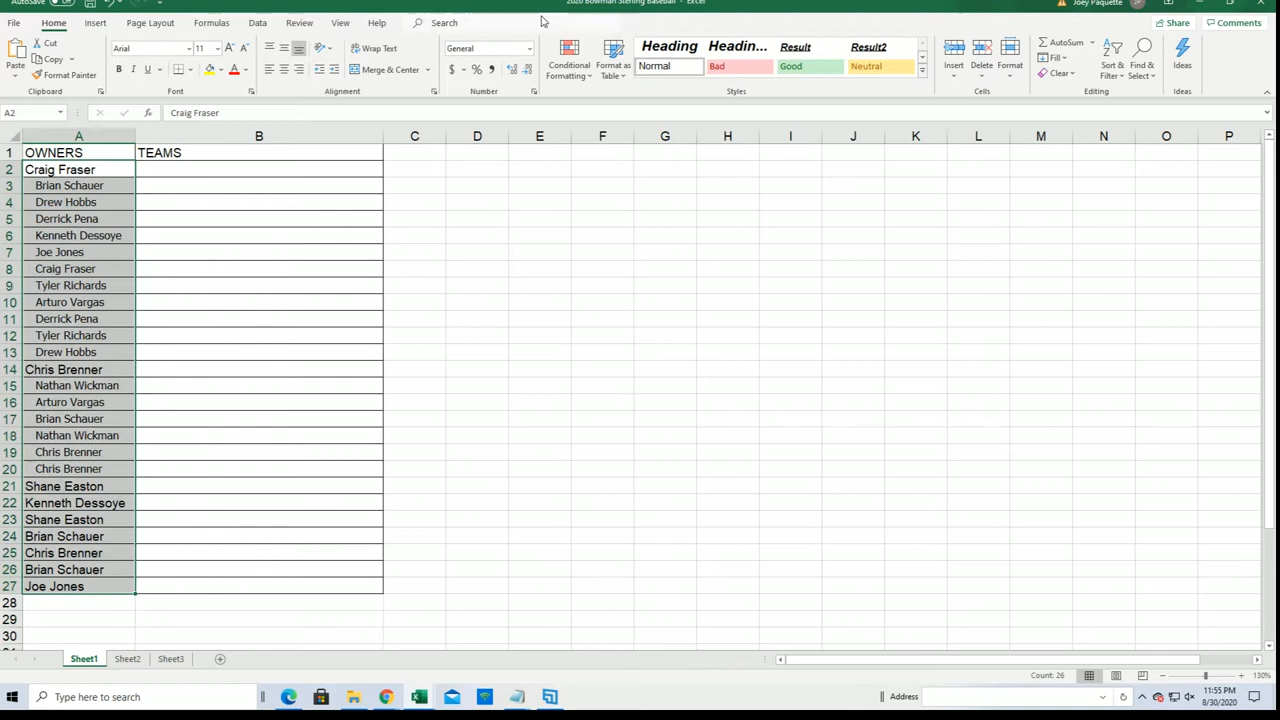 AutoSave Off 2020 Bowman Sterling Baseball - Excel Joey Paquette JP
File Home Insert Page Layout Formulas Data Review View Help Search Share Comments
Paste Cut Copy Format Painter Clipboard
Arial 11 A A B I U A Font
Wrap Text Merge & Center Alignment
General $ % , Number
Conditional Formatting Format as Table
Heading Headin... Result Result2
Normal Bad Good Neutral Styles
Insert Delete Format Cells
AutoSum Fill Clear Sort & Filter Find & Select Editing
Ideas Ideas
A2 fx Craig Fraser
A B C D E F G H I J K L M N O P
1 OWNERS TEAMS
2 Craig Fraser
3 Brian Schauer
4 Drew Hobbs
5 Derrick Pena
6 Kenneth Dessoye
7 Joe Jones
8 Craig Fraser
9 Tyler Richards
10 Arturo Vargas
11 Derrick Pena
12 Tyler Richards
13 Drew Hobbs
14 Chris Brenner
15 Nathan Wickman
16 Arturo Vargas
17 Brian Schauer
18 Nathan Wickman
19 Chris Brenner
20 Chris Brenner
21 Shane Easton
22 Kenneth Dessoye
23 Shane Easton
24 Brian Schauer
25 Chris Brenner
26 Brian Schauer
27 Joe Jones
28
29
30
Sheet1 Sheet2 Sheet3
Count: 26 130%
Type here to search Address 11:55 PM
8/30/2020